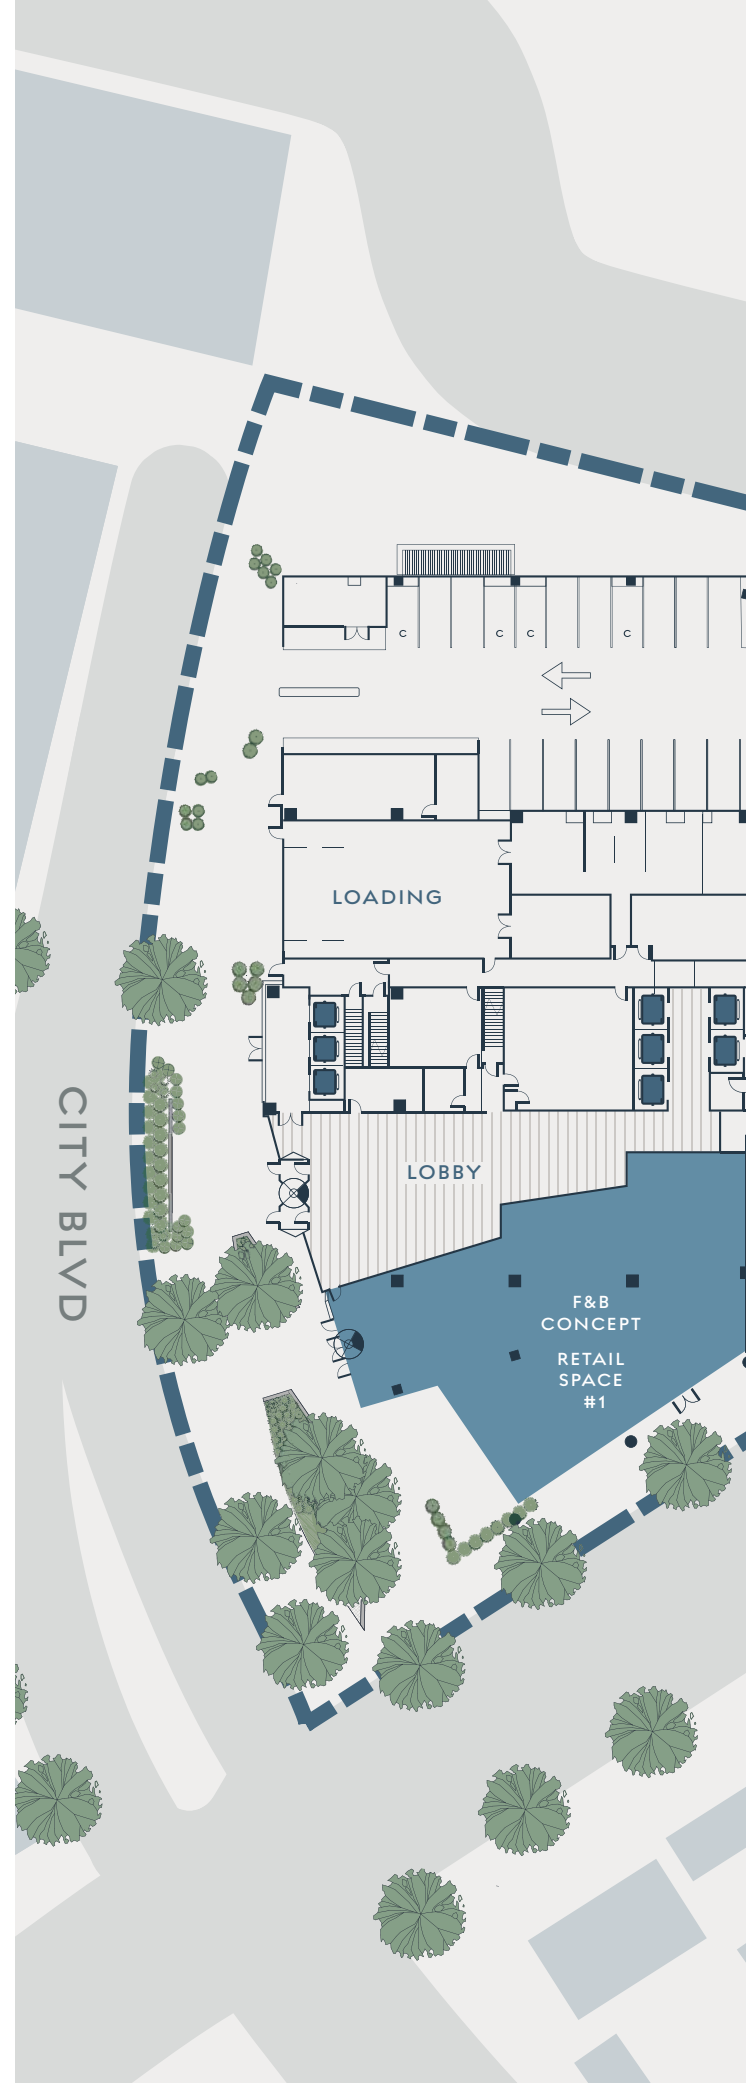 C
C
C
C
LOADING
CITY BLVD
LOBBY
F&B
CONCEPT
RETAIL
SPACE
#1